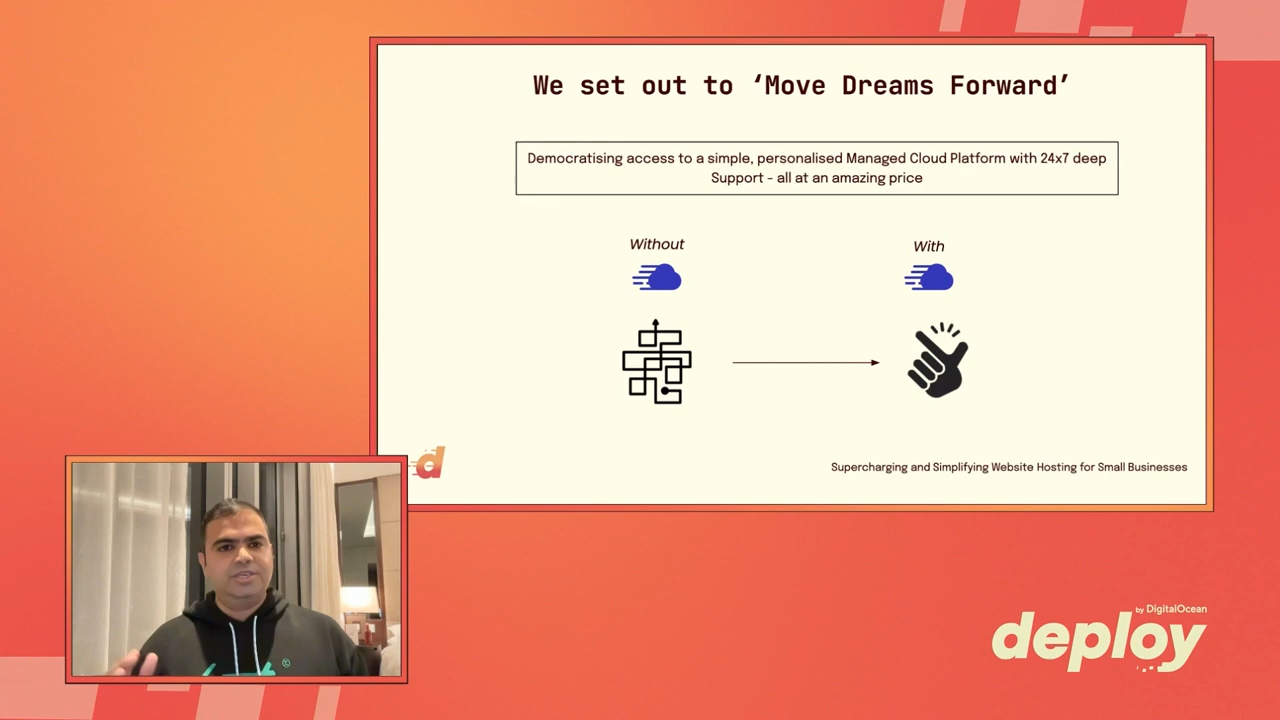 We set out to ‘Move Dreams Forward’
Democratising access to a simple, personalised Managed Cloud Platform with 24x7 deep
Support - all at an amazing price
Without
With
d
Supercharging and Simplifying Website Hosting for Small Businesses
©
by DigitalOcean
deploy